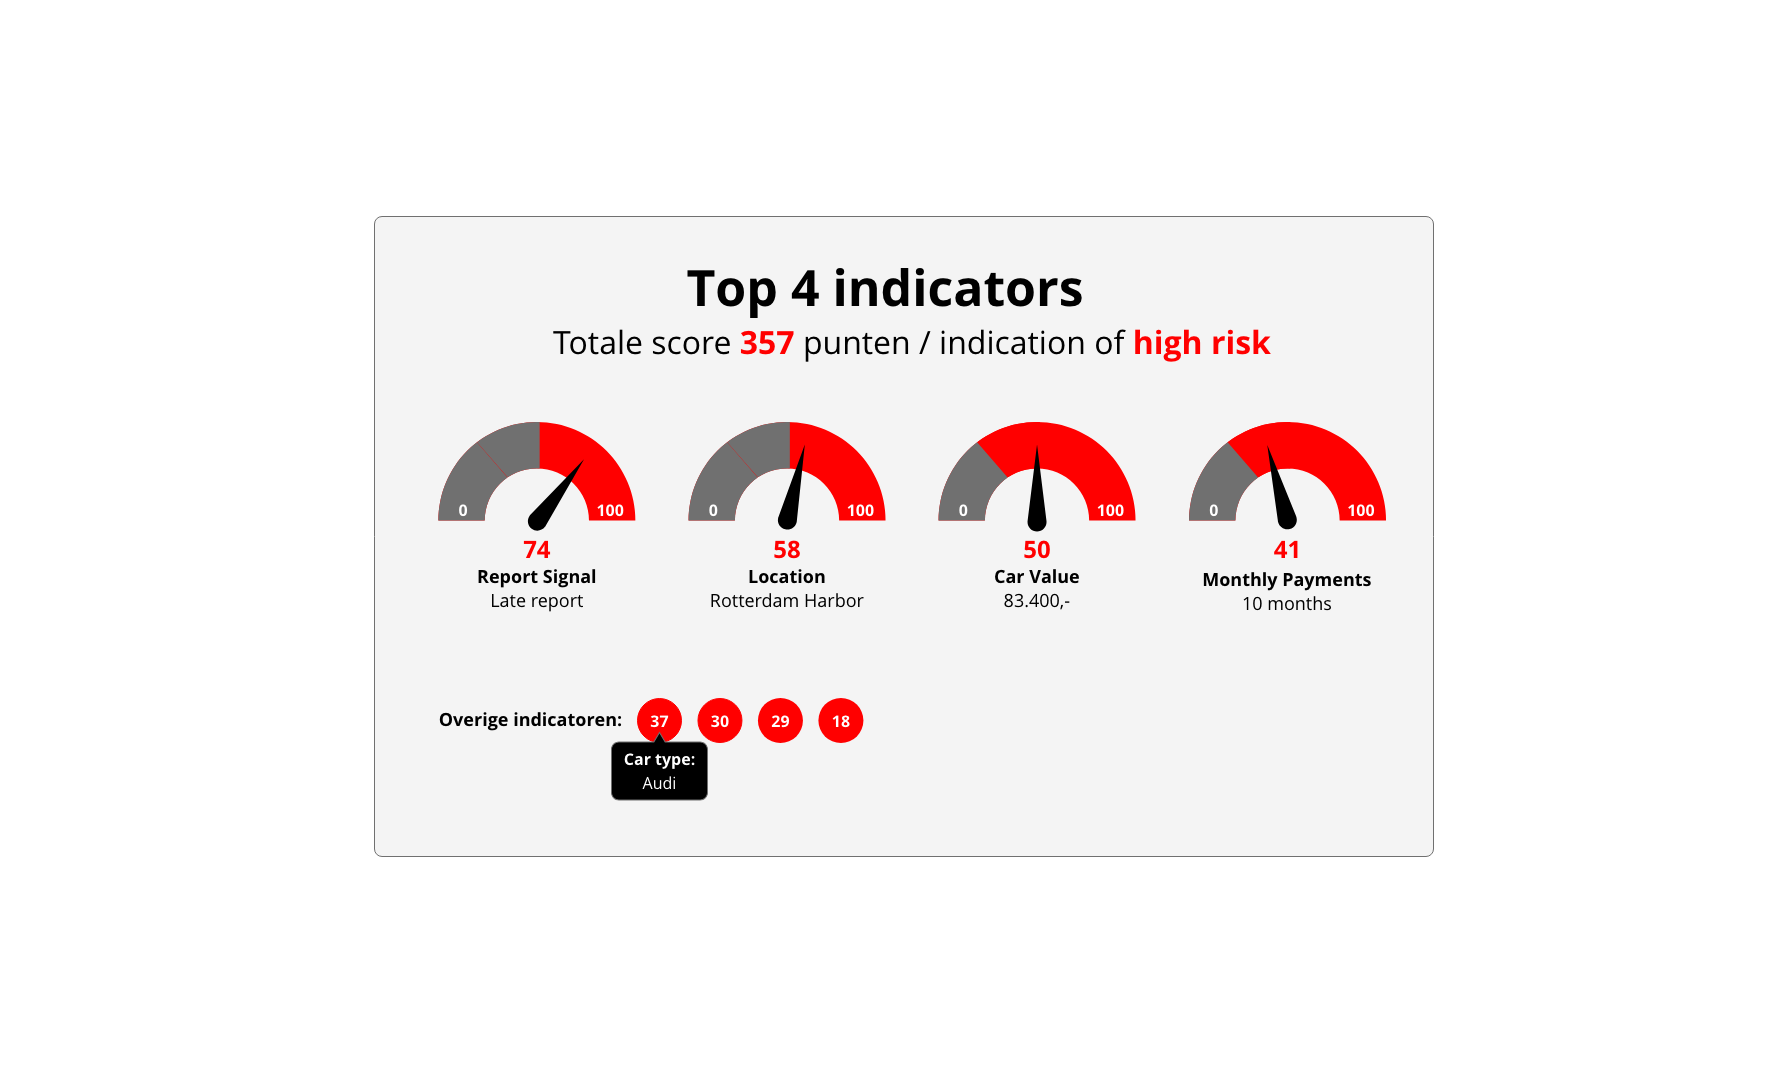 Top 4 indicators
Totale score 357 punten / indication of high risk
0 100
0 100
0 100
0 100
74
Report Signal
Late report
58
Location
Rotterdam Harbor
50
Car Value
83.400,-
41
Monthly Payments
10 months
Overige indicatoren: 37 30 29 18
Car type:
Audi